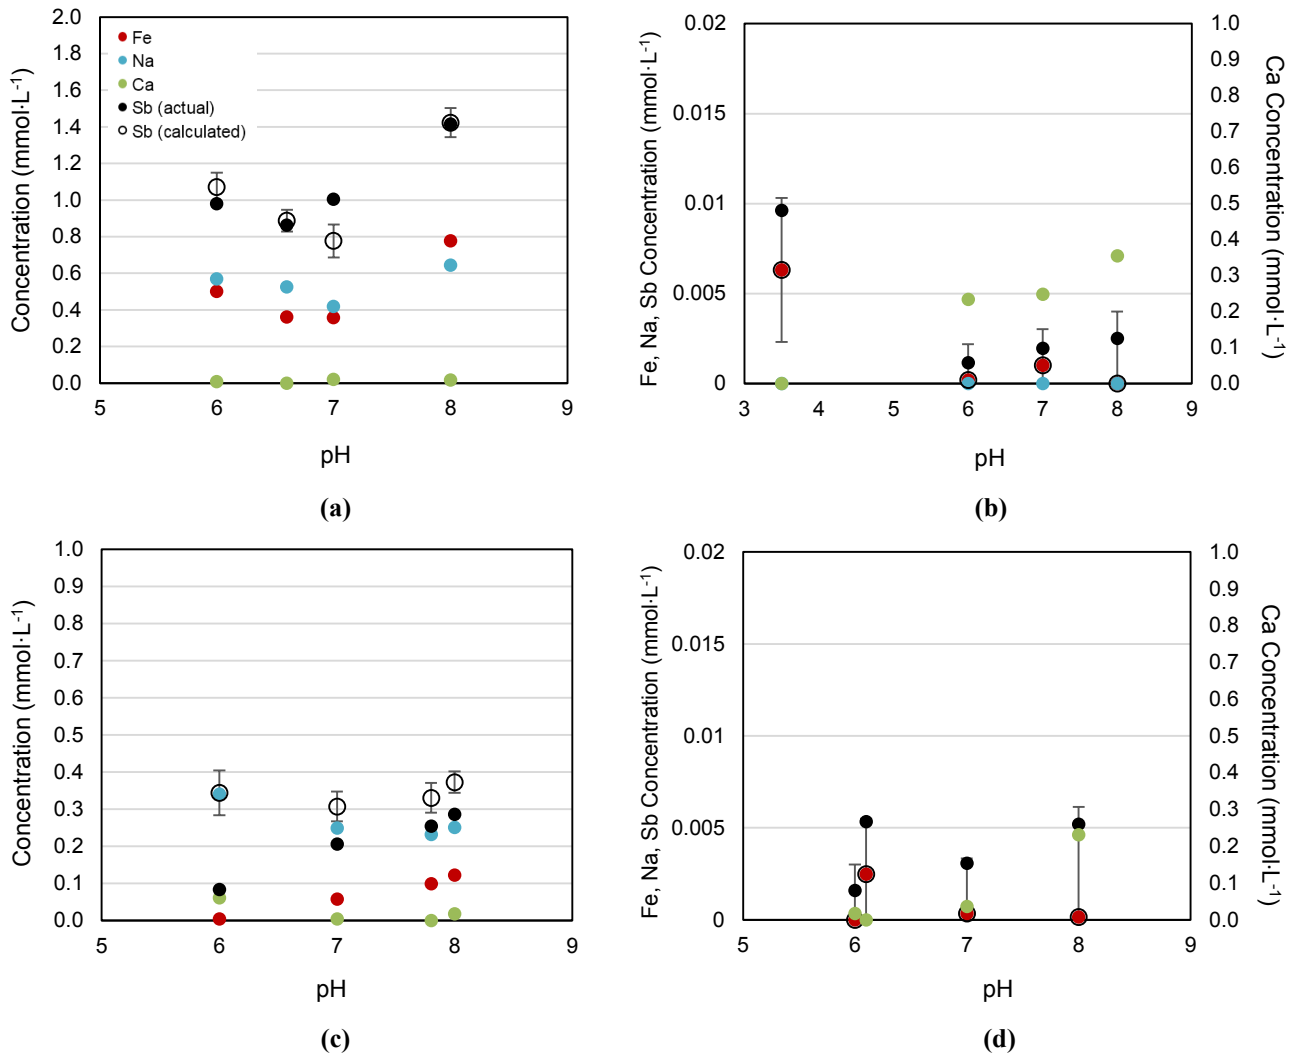 2.0
1.8
1.6
1.4
1.2
1.0
0.8
0.6
0.4
0.2
0.0
Concentration (mmol·L⁻¹)
Fe
Na
Ca
Sb (actual)
Sb (calculated)
5 6 7 8 9
pH
(a)
0.02
0.015
0.01
0.005
0
Fe, Na, Sb Concentration (mmol·L⁻¹)
1.0
0.9
0.8
0.7
0.6
0.5
0.4
0.3
0.2
0.1
0.0
Ca Concentration (mmol·L⁻¹)
3 4 5 6 7 8 9
pH
(b)
1.0
0.9
0.8
0.7
0.6
0.5
0.4
0.3
0.2
0.1
0.0
Concentration (mmol·L⁻¹)
5 6 7 8 9
pH
(c)
0.02
0.015
0.01
0.005
0
Fe, Na, Sb Concentration (mmol·L⁻¹)
1.0
0.9
0.8
0.7
0.6
0.5
0.4
0.3
0.2
0.1
0.0
Ca Concentration (mmol·L⁻¹)
5 6 7 8 9
pH
(d)